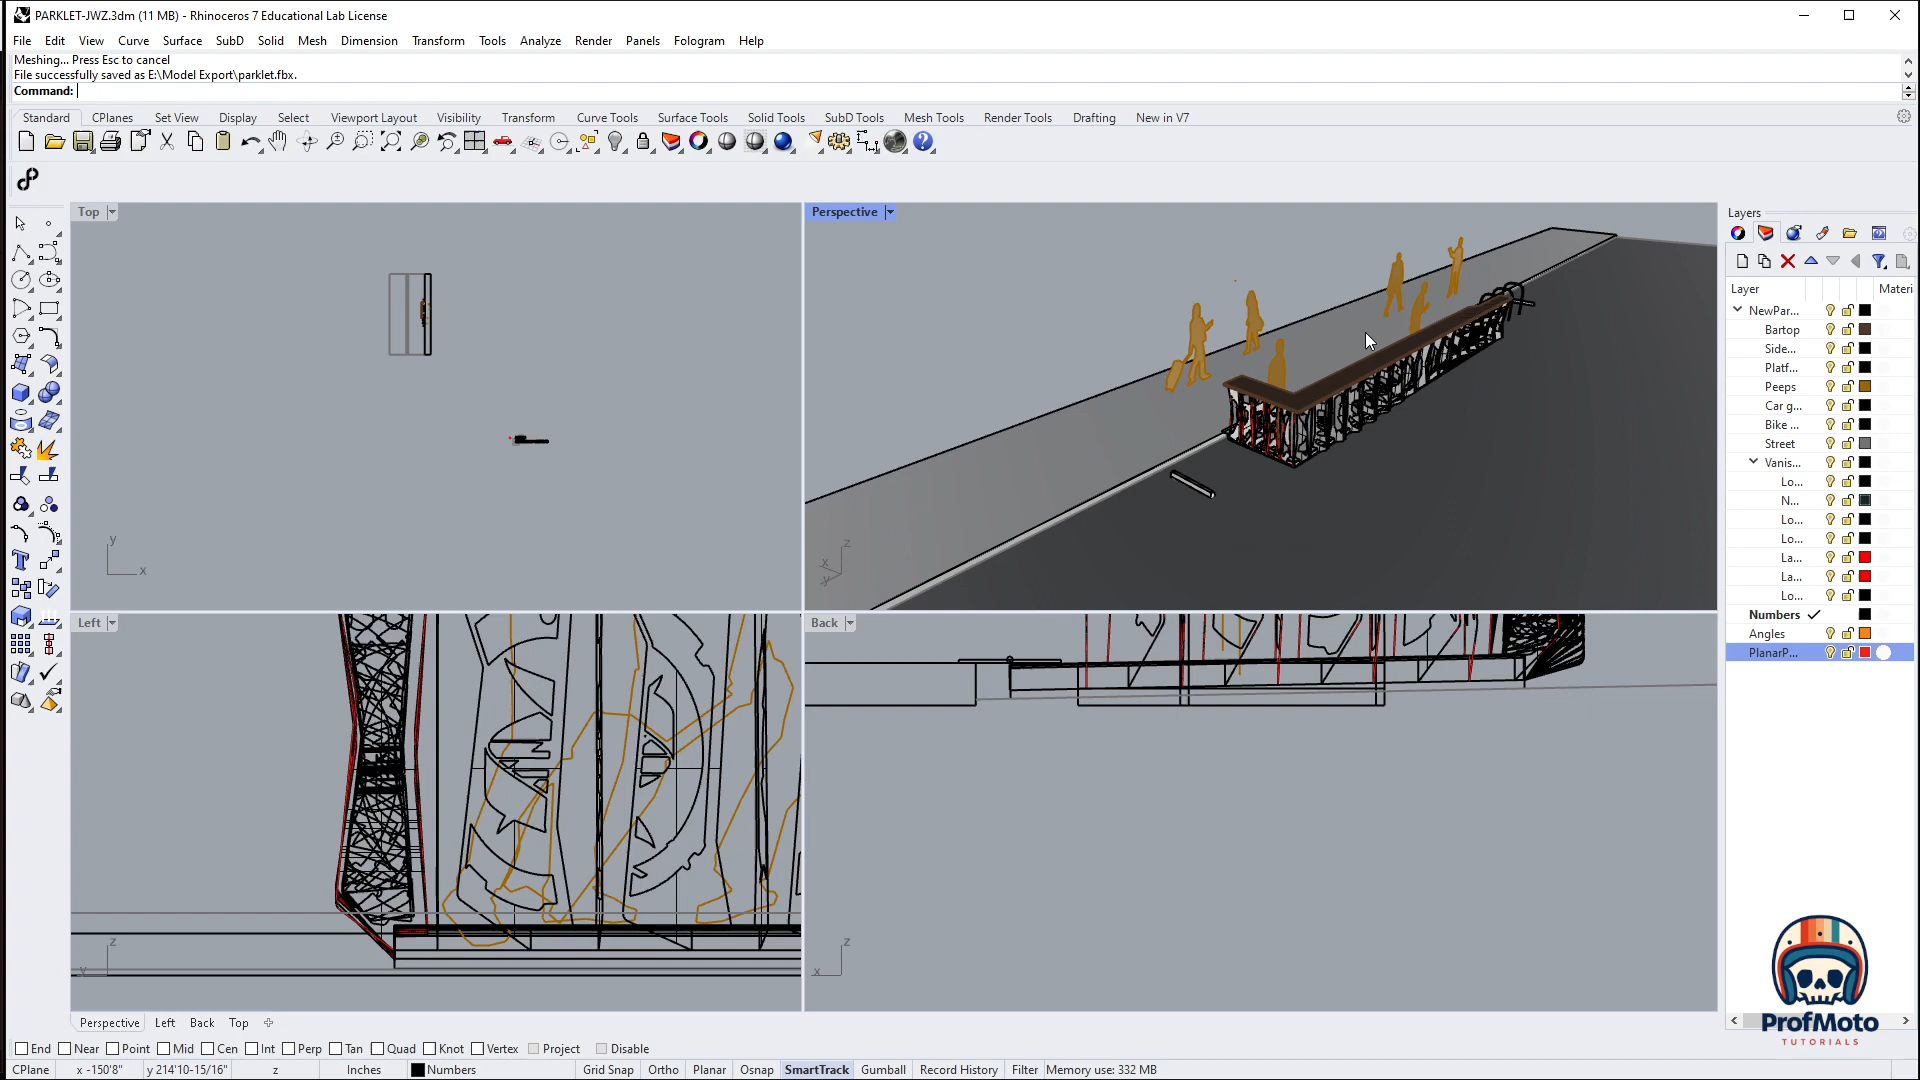 PARKLET-JWZ.3dm (11 MB) - Rhinoceros 7 Educational Lab License
File Edit View Curve Surface SubD Solid Mesh Dimension Transform Tools Analyze Render Panels Fologram Help
Meshing... Press Esc to cancel
File successfully saved as E:\Model Export\parklet.fbx.
Command:
Standard CPlanes Set View Display Select Viewport Layout Visibility Transform Curve Tools Surface Tools Solid Tools SubD Tools Mesh Tools Render Tools Drafting New in V7
Top
Perspective
Layers
Layer Materi
NewPar...
Bartop
Side...
Platf...
Peeps
Car g...
Bike ...
Street
Vanis...
Lo...
N...
Lo...
Lo...
La...
La...
Lo...
Numbers
Angles
PlanarP...
y
x
z
x
y
Left
Back
z
y
z
x
ProfMoto
TUTORIALS
Perspective Left Back Top
End Near Point Mid Cen Int Perp Tan Quad Knot Vertex Project Disable
CPlane x -150'8" y 214'10-15/16" z Inches Numbers Grid Snap Ortho Planar Osnap SmartTrack Gumball Record History Filter Memory use: 332 MB